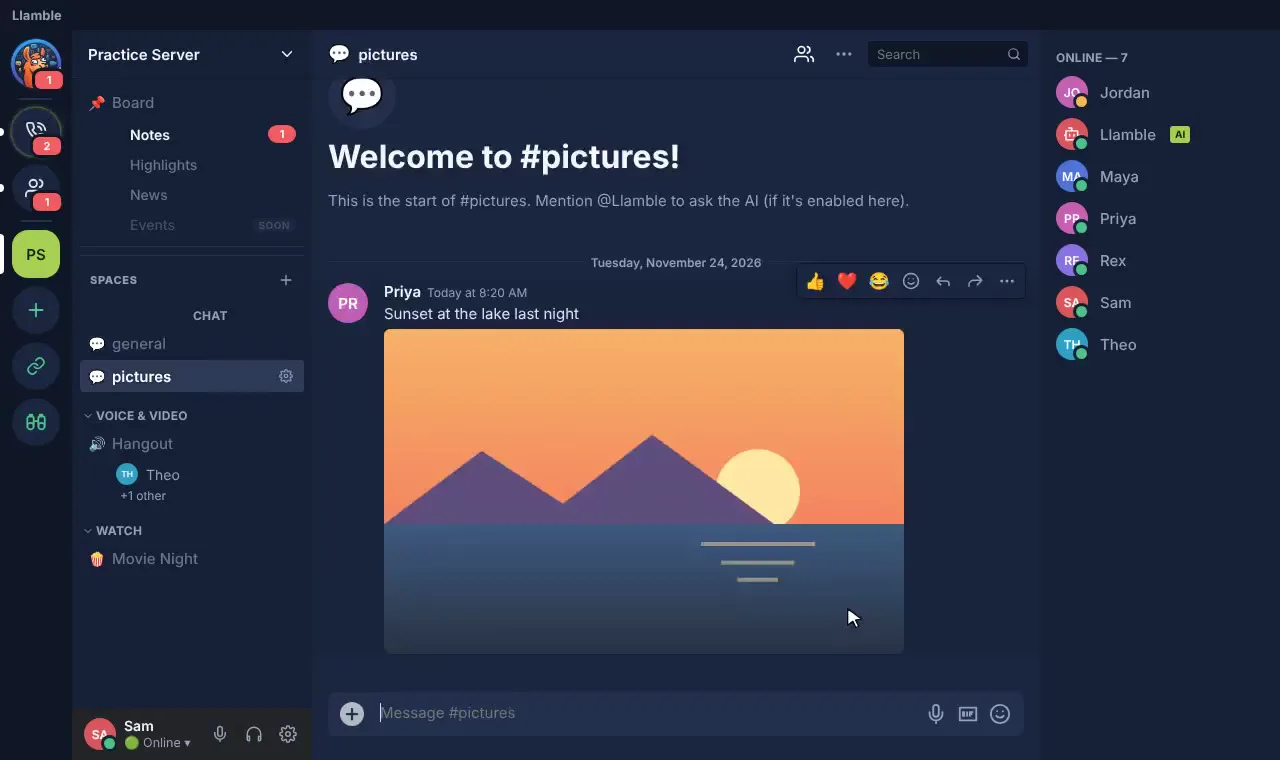 Llamble
1
2
1
PS
Practice Server
📌 Board
Notes 1
Highlights
News
Events SOON
SPACES
CHAT
💬 general
💬 pictures
VOICE & VIDEO
🔊 Hangout
TH Theo
+1 other
WATCH
🍿 Movie Night
SA Sam
🟢 Online ▾
💬 pictures
Search
Welcome to #pictures!
This is the start of #pictures. Mention @Llamble to ask the AI (if it's enabled here).
Tuesday, November 24, 2026
PR
Priya Today at 8:20 AM
Sunset at the lake last night
Message #pictures
GIF
ONLINE — 7
JO Jordan
Llamble AI
MA Maya
PR Priya
RE Rex
SA Sam
TH Theo